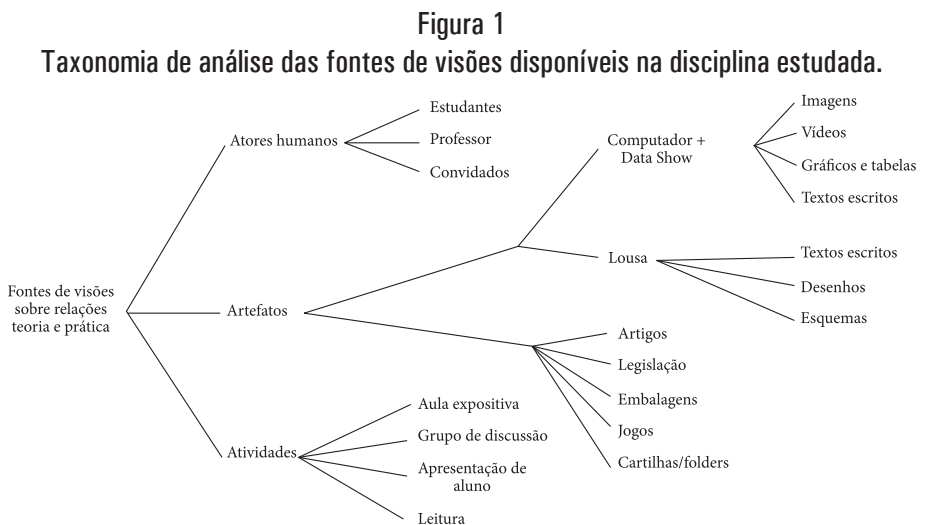 Figura 1
Taxonomia de análise das fontes de visões disponíveis na disciplina estudada.
Fontes de visões
sobre relações
teoria e prática
Atores humanos
Estudantes
Professor
Convidados
Artefatos
Computador +
Data Show
Imagens
Vídeos
Gráficos e tabelas
Textos escritos
Lousa
Textos escritos
Desenhos
Esquemas
Artigos
Legislação
Embalagens
Jogos
Cartilhas/folders
Atividades
Aula expositiva
Grupo de discussão
Apresentação de
aluno
Leitura